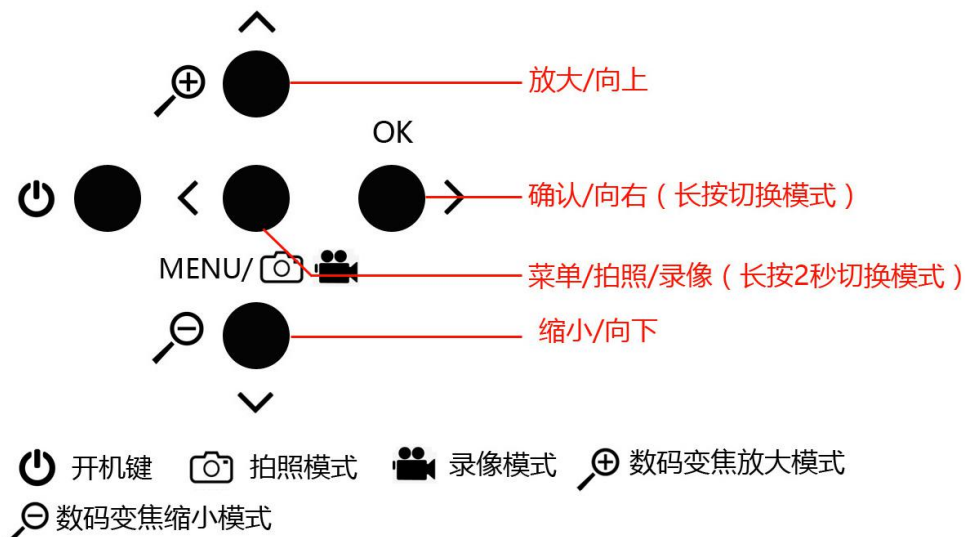 放大/向上
OK
确认/向右（长按切换模式）
MENU/
菜单/拍照/录像（长按2秒切换模式）
缩小/向下
开机键 拍照模式 录像模式 数码变焦放大模式
数码变焦缩小模式